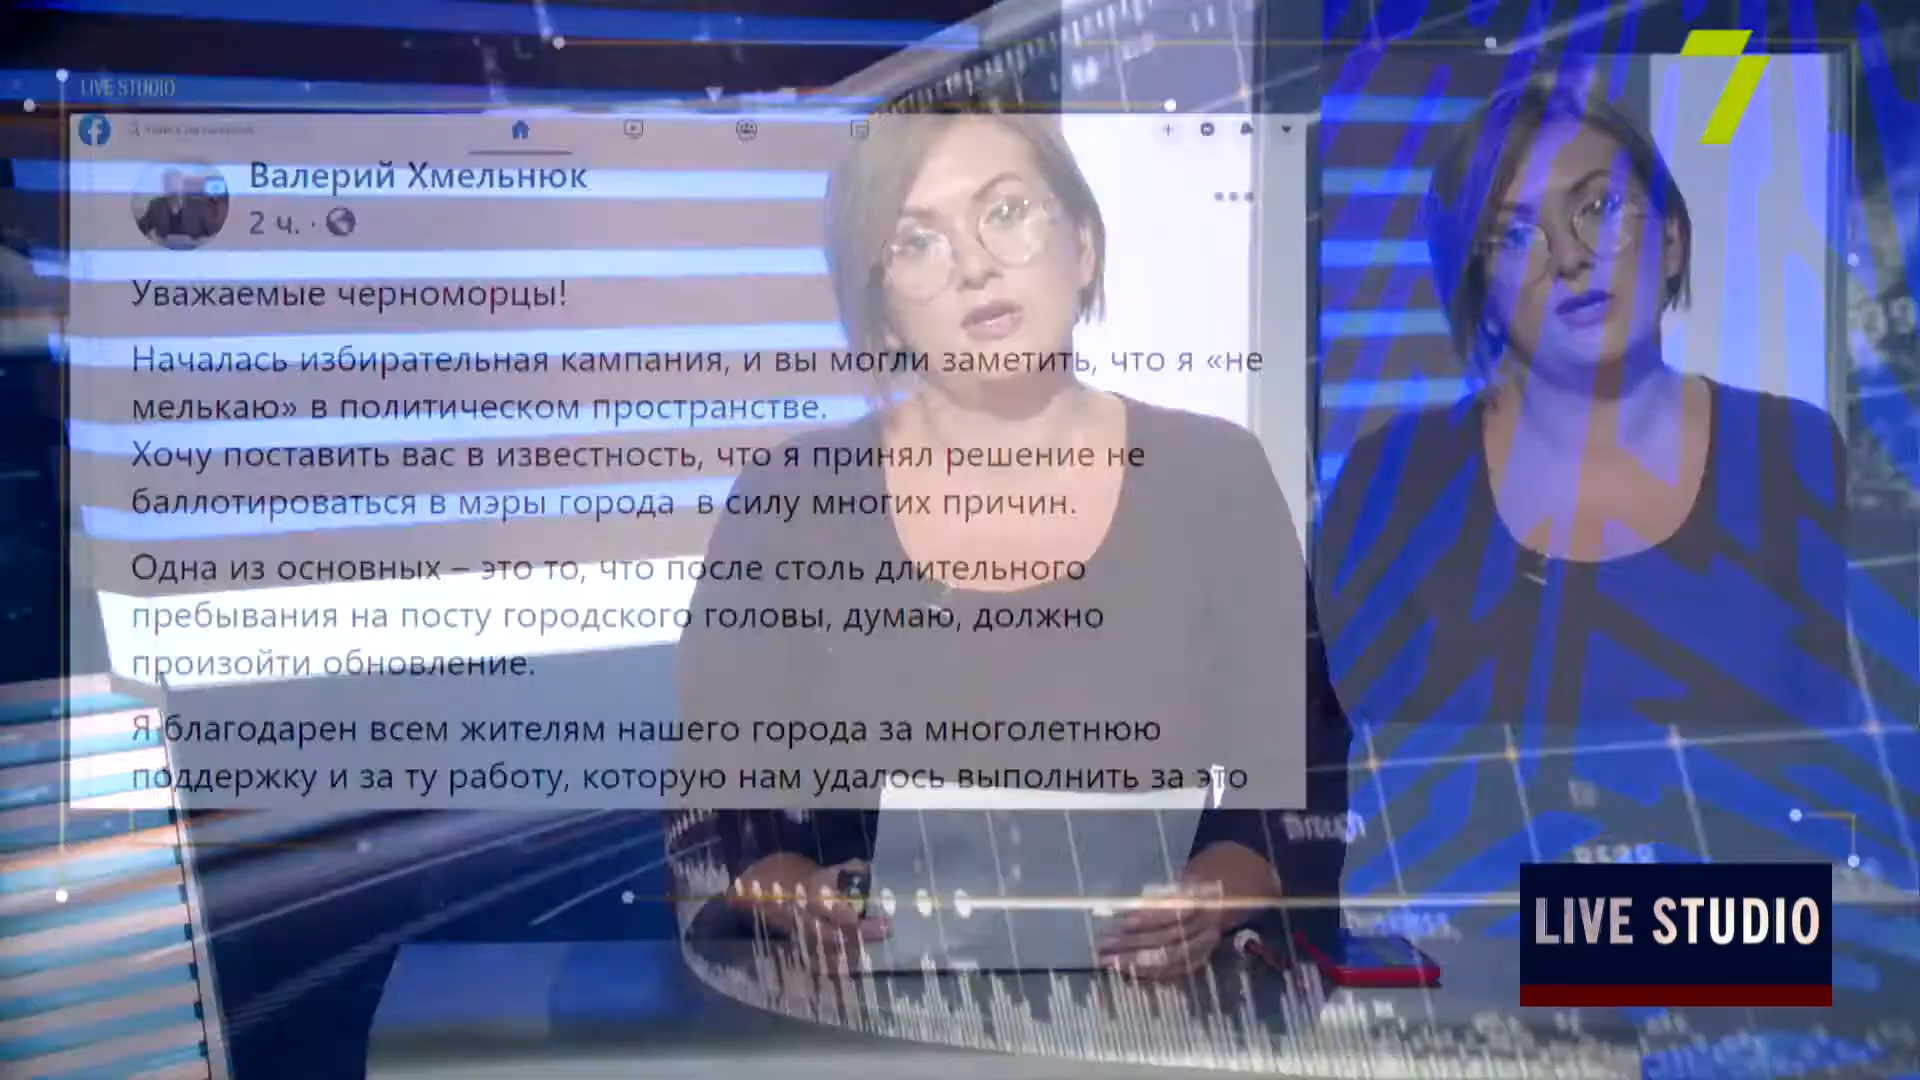 LIVE STUDIO
Валерий Хмельнюк
2 ч. ·
Уважаемые черноморцы!
Началась избирательная кампания, и вы могли заметить, что я «не
мелькаю» в политическом пространстве.
Хочу поставить вас в известность, что я принял решение не
баллотироваться в мэры города в силу многих причин.
Одна из основных – это то, что после столь длительного
пребывания на посту городского головы, думаю, должно
произойти обновление.
Я благодарен всем жителям нашего города за многолетнюю
поддержку и за ту работу, которую нам удалось выполнить за это
7
LIVE STUDIO